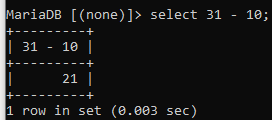 MariaDB [(none)]> select 31 - 10;
+---------+
| 31 - 10 |
+---------+
|      21 |
+---------+
1 row in set (0.003 sec)